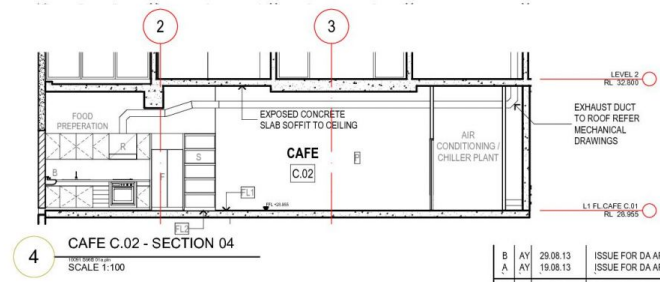 2
3
LEVEL 2
RL 32.800
FOOD
PREPERATION
EXPOSED CONCRETE
SLAB SOFFIT TO CEILING
EXHAUST DUCT
TO ROOF REFER
MECHANICAL
DRAWINGS
R
AIR
CONDITIONING /
CHILLER PLANT
CAFE
C.02
S
P
B
F
FL1
FL2
L1 FL.CAFE C.01
RL 28.955
4
CAFE C.02 - SECTION 04
SCALE 1:100
B AY 29.08.13 ISSUE FOR DA
A AY 19.08.13 ISSUE FOR DA